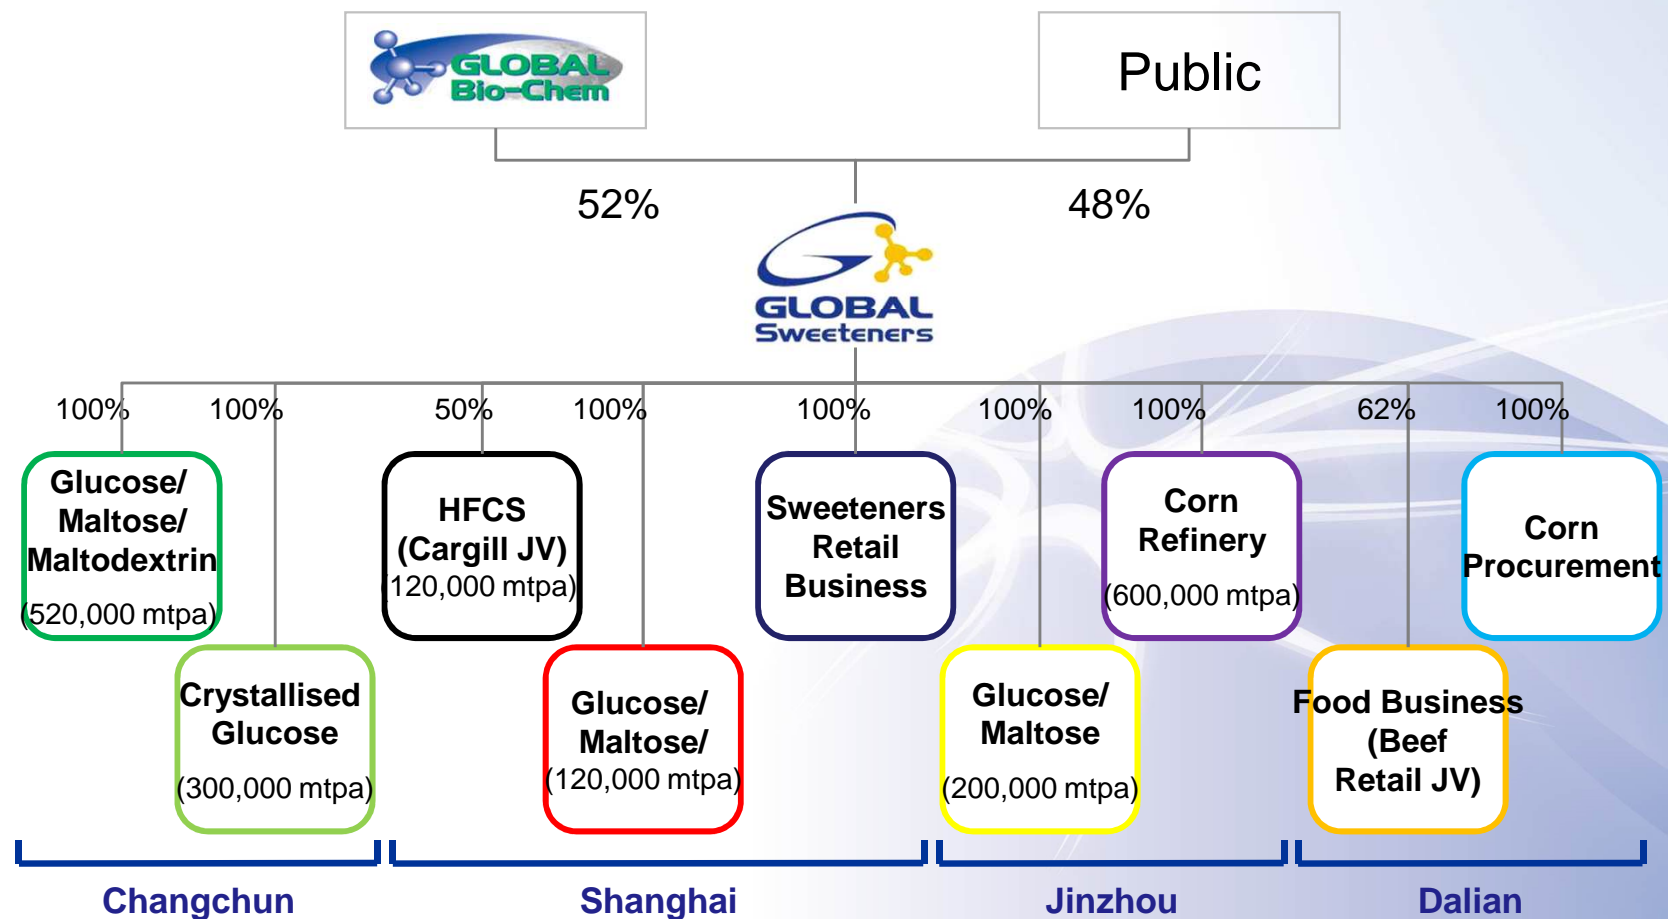 GLOBAL
Bio-Chem
Public
52%
48%
GLOBAL
Sweeteners
100%
100%
50%
100%
100%
100%
100%
62%
100%
Glucose/
Maltose/
Maltodextrin
(520,000 mtpa)
HFCS
(Cargill JV)
(120,000 mtpa)
Sweeteners
Retail
Business
Corn
Refinery
(600,000 mtpa)
Corn
Procurement
Crystallised
Glucose
(300,000 mtpa)
Glucose/
Maltose/
(120,000 mtpa)
Glucose/
Maltose
(200,000 mtpa)
Food Business
(Beef
Retail JV)
Changchun
Shanghai
Jinzhou
Dalian